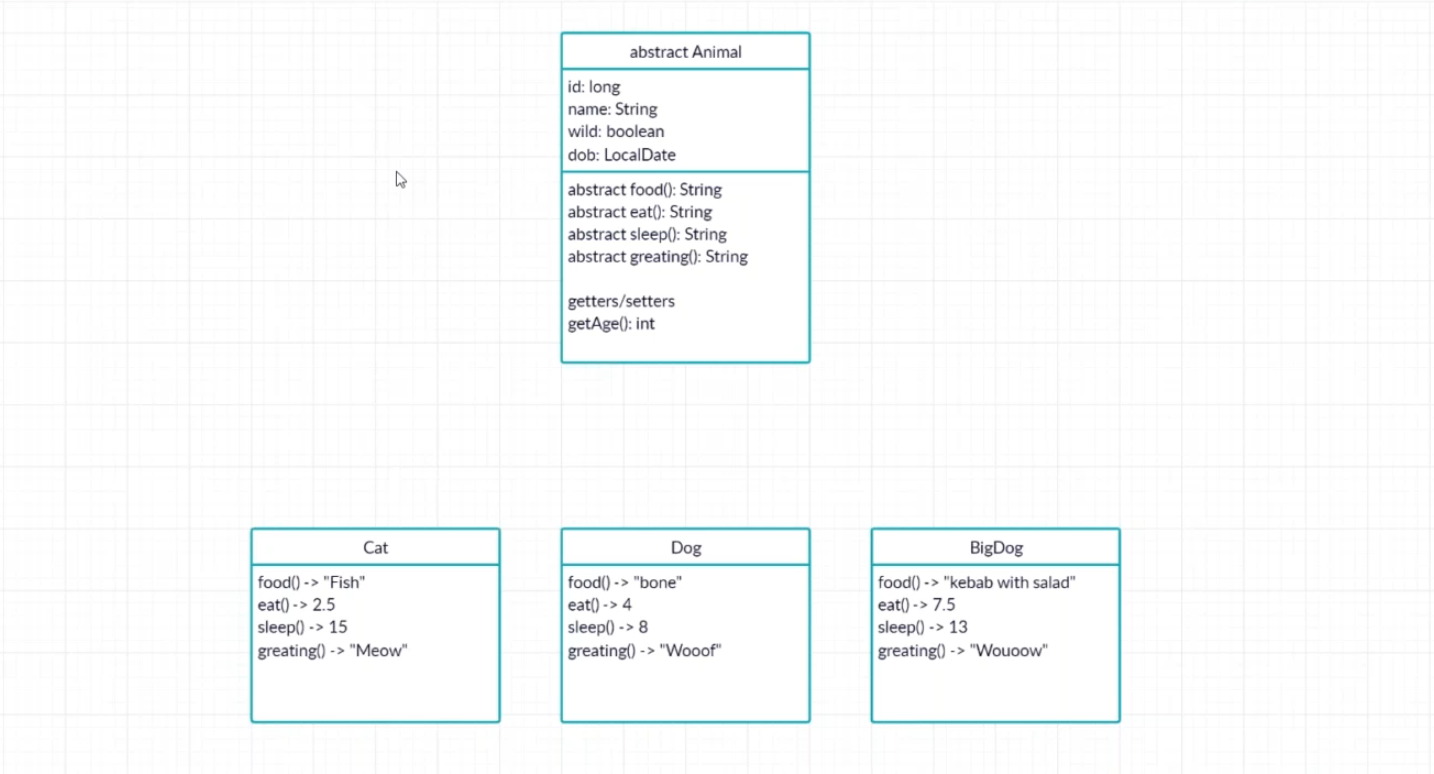 abstract Animal
id: long
name: String
wild: boolean
dob: LocalDate
abstract food(): String
abstract eat(): String
abstract sleep(): String
abstract greating(): String
getters/setters
getAge(): int
Cat
food() -> "Fish"
eat() -> 2.5
sleep() -> 15
greating() -> "Meow"
Dog
food() -> "bone"
eat() -> 4
sleep() -> 8
greating() -> "Wooof"
BigDog
food() -> "kebab with salad"
eat() -> 7.5
sleep() -> 13
greating() -> "Wouoow"